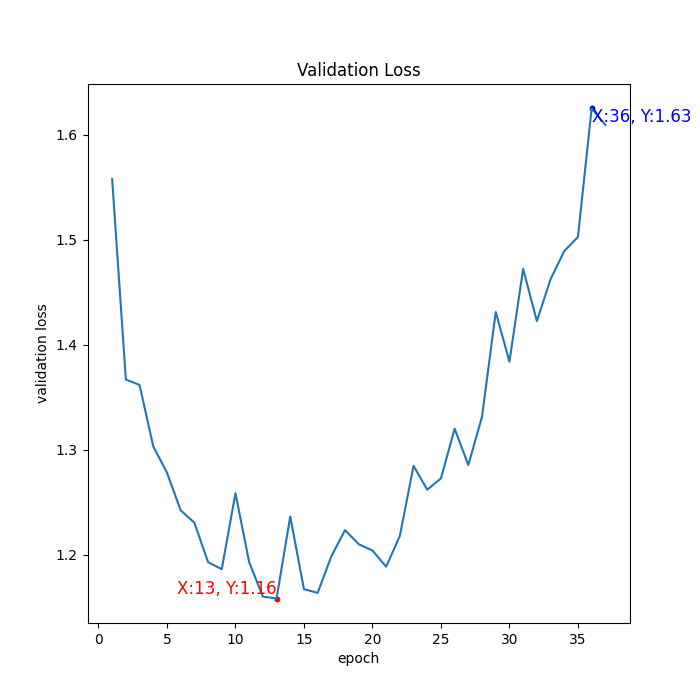 Validation Loss
X:36, Y:1.63
1.6
1.5
1.4
1.3
1.2
validation loss
X:13, Y:1.16
0 5 10 15 20 25 30 35
epoch